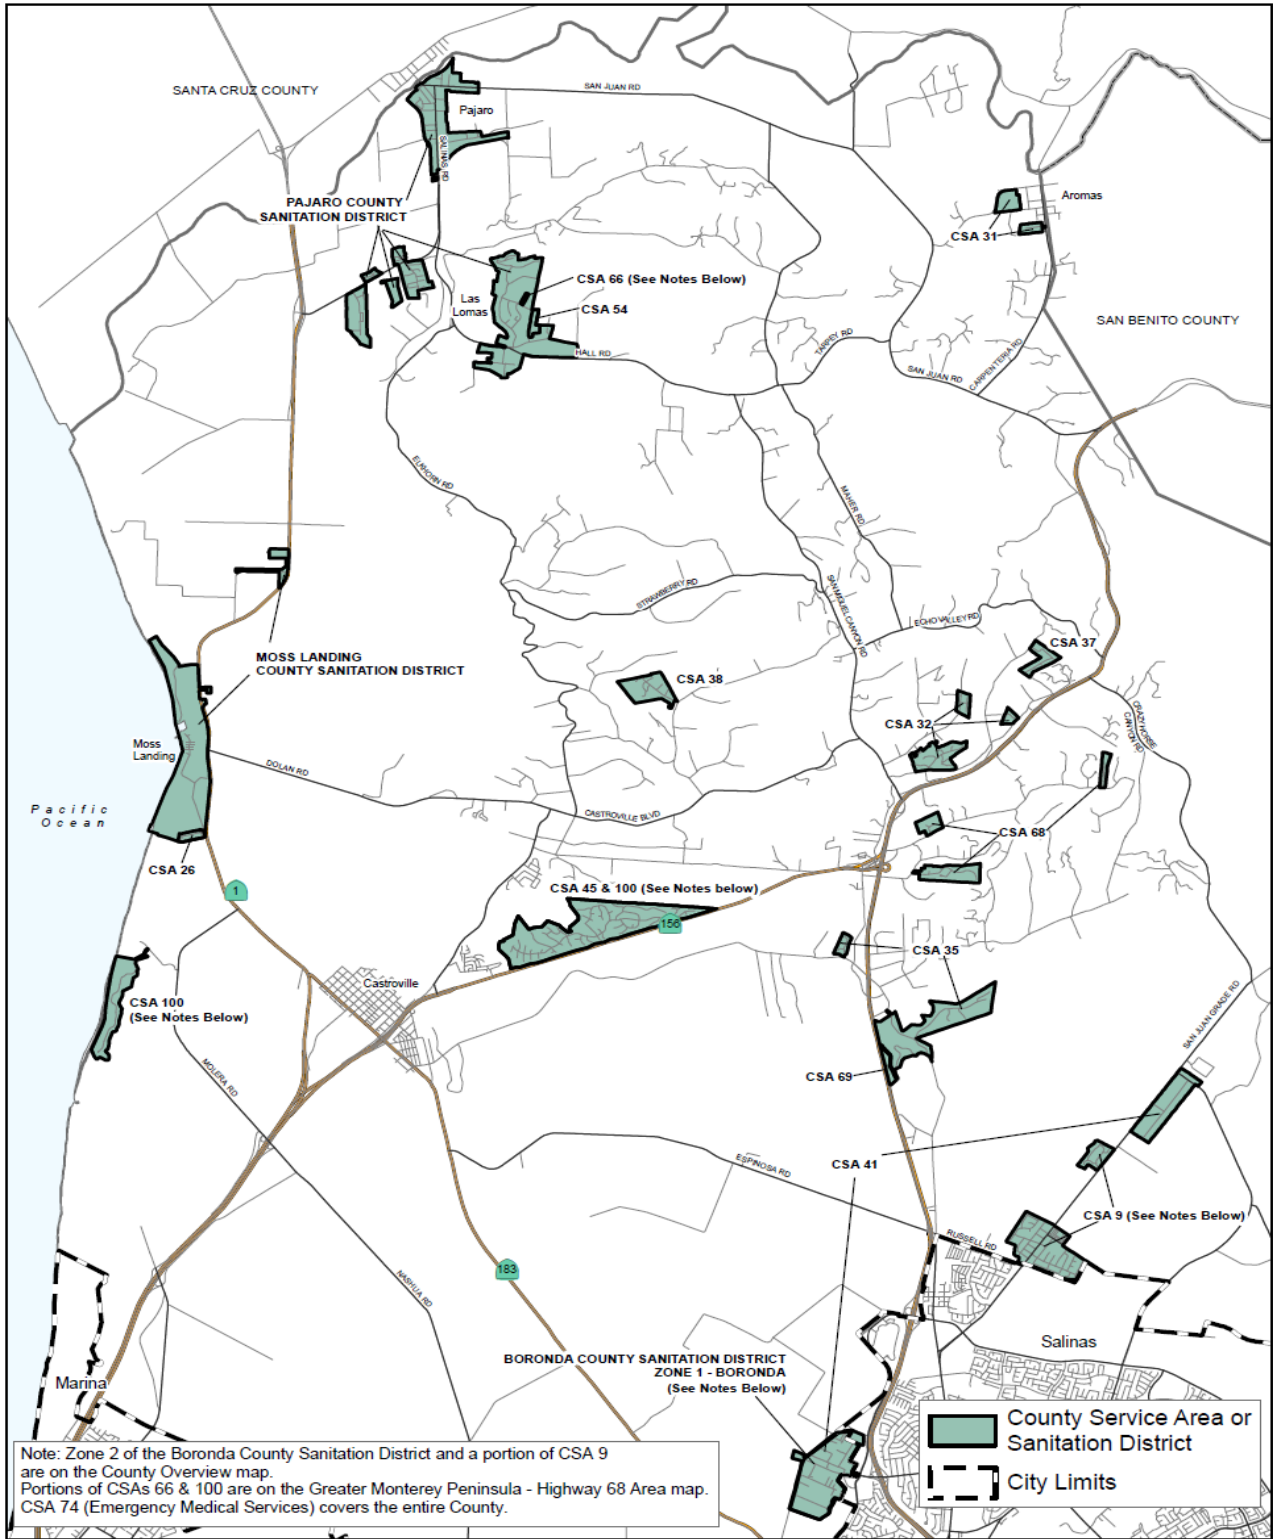 SANTA CRUZ COUNTY
SAN JUAN RD
Pajaro
SALINAS RD
PAJARO COUNTY
SANITATION DISTRICT
Aromas
CSA 31
CSA 66 (See Notes Below)
Las
Lomas
CSA 54
SAN BENITO COUNTY
HALL RD
TARPEY RD
SAN JUAN RD
CARPENTERIA RD
ELKHORN RD
MAHER RD
STRAWBERRY RD
SAN MIGUEL CANYON RD
ECHO VALLEY RD
CSA 37
MOSS LANDING
COUNTY SANITATION DISTRICT
CSA 38
CSA 32
CRAZY HORSE
CANYON RD
Moss
Landing
DOLAN RD
Pacific
Ocean
CASTROVILLE BLVD
CSA 68
CSA 26
1
CSA 45 & 100 (See Notes below)
156
CSA 35
Castroville
CSA 100
(See Notes Below)
SAN JUAN GRADE RD
MOLERA RD
CSA 69
ESPINOSA RD
CSA 41
CSA 9 (See Notes Below)
RUSSELL RD
183
NASHUA RD
Salinas
BORONDA COUNTY SANITATION DISTRICT
ZONE 1 - BORONDA
(See Notes Below)
Marina
County Service Area or
Sanitation District
City Limits
Note: Zone 2 of the Boronda County Sanitation District and a portion of CSA 9
are on the County Overview map.
Portions of CSAs 66 & 100 are on the Greater Monterey Peninsula - Highway 68 Area map.
CSA 74 (Emergency Medical Services) covers the entire County.